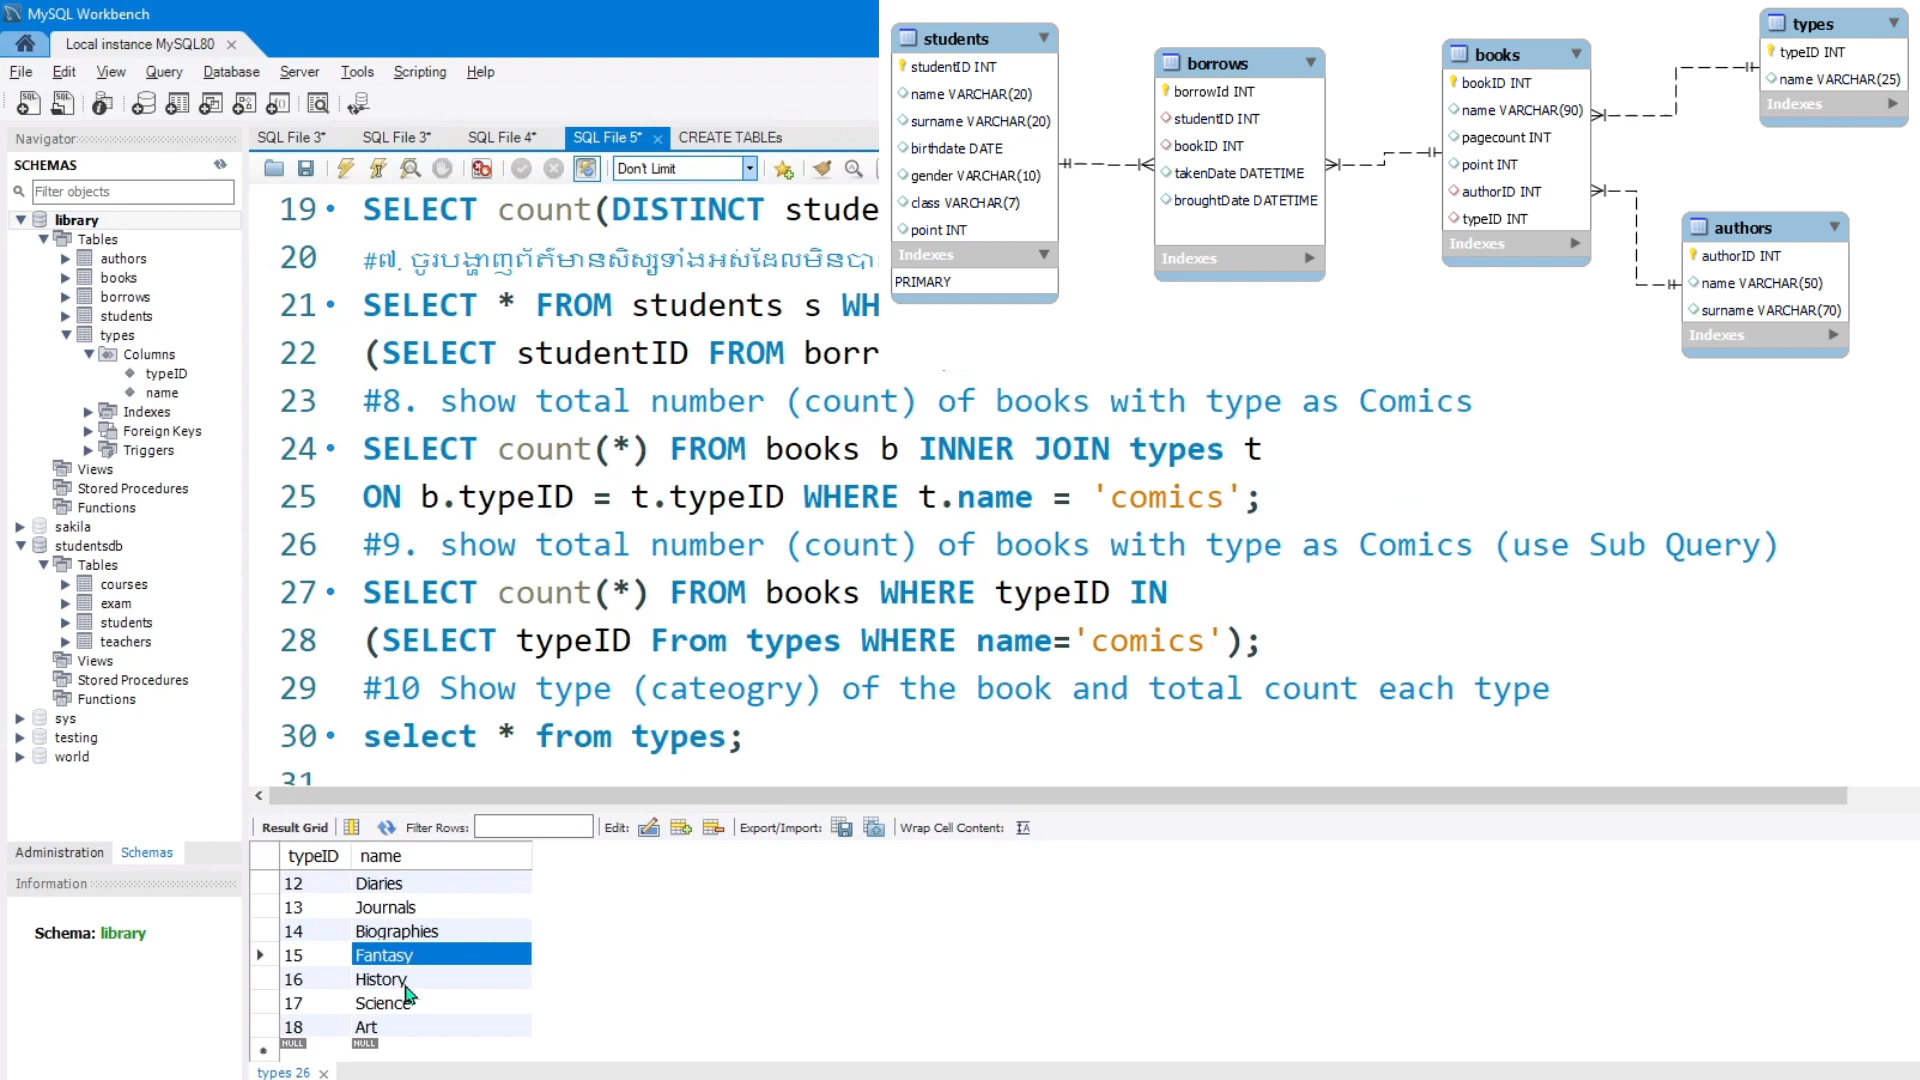 MySQL Workbench
Local instance MySQL80
File Edit View Query Database Server Tools Scripting Help
Navigator
SCHEMAS
Filter objects
library
Tables
authors
books
borrows
students
types
Columns
typeID
name
Indexes
Foreign Keys
Triggers
Views
Stored Procedures
Functions
sakila
studentsdb
Tables
courses
exam
students
teachers
Views
Stored Procedures
Functions
sys
testing
world
Administration Schemas
Information
Schema: library
SQL File 3* SQL File 3* SQL File 4* SQL File 5* CREATE TABLEs
Don't Limit
19 SELECT count(DISTINCT stude
20 #៧. ចូរបង្ហាញព័ត៌មានសិស្សទាំងអស់ដែលមិនបា
21 SELECT * FROM students s WH
22 (SELECT studentID FROM borr
23 #8. show total number (count) of books with type as Comics
24 SELECT count(*) FROM books b INNER JOIN types t
25 ON b.typeID = t.typeID WHERE t.name = 'comics';
26 #9. show total number (count) of books with type as Comics (use Sub Query)
27 SELECT count(*) FROM books WHERE typeID IN
28 (SELECT typeID From types WHERE name='comics');
29 #10 Show type (cateogry) of the book and total count each type
30 select * from types;
31
students
studentID INT
name VARCHAR(20)
surname VARCHAR(20)
birthdate DATE
gender VARCHAR(10)
class VARCHAR(7)
point INT
Indexes
PRIMARY
borrows
borrowId INT
studentID INT
bookID INT
takenDate DATETIME
broughtDate DATETIME
Indexes
books
bookID INT
name VARCHAR(90)
pagecount INT
point INT
authorID INT
typeID INT
Indexes
types
typeID INT
name VARCHAR(25)
Indexes
authors
authorID INT
name VARCHAR(50)
surname VARCHAR(70)
Indexes
Result Grid Filter Rows: Edit: Export/Import: Wrap Cell Content:
typeID name
12 Diaries
13 Journals
14 Biographies
15 Fantasy
16 History
17 Science
18 Art
NULL NULL
types 26